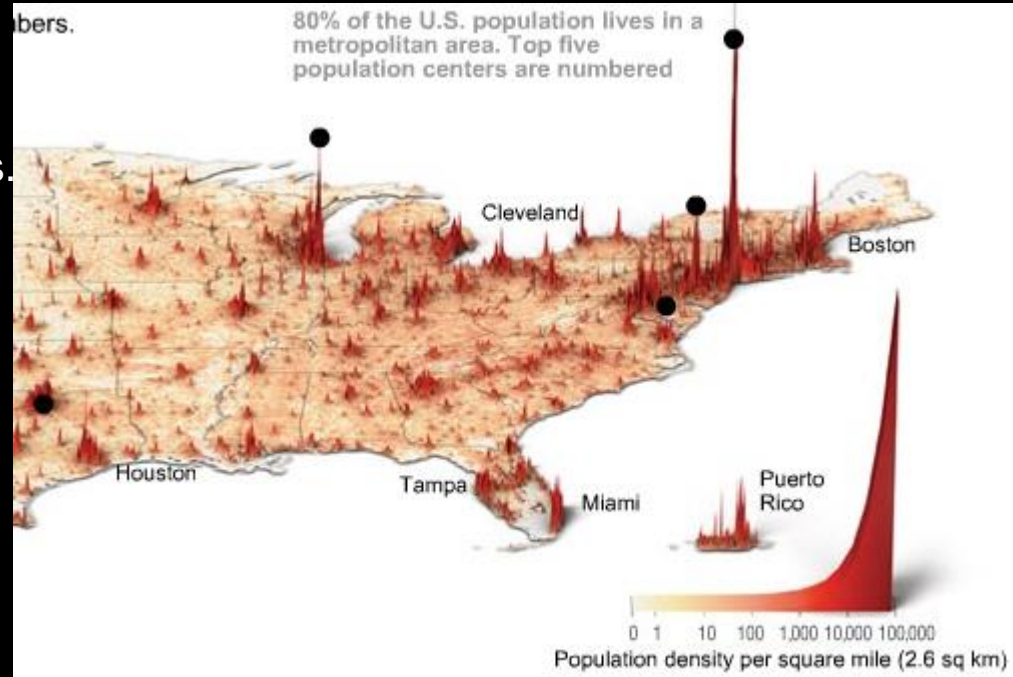 bers.
80% of the U.S. population lives in a
metropolitan area. Top five
population centers are numbered
s.
Cleveland
Boston
Houston
Tampa
Miami
Puerto
Rico
0 1 10 100 1,000 10,000 100,000
Population density per square mile (2.6 sq km)